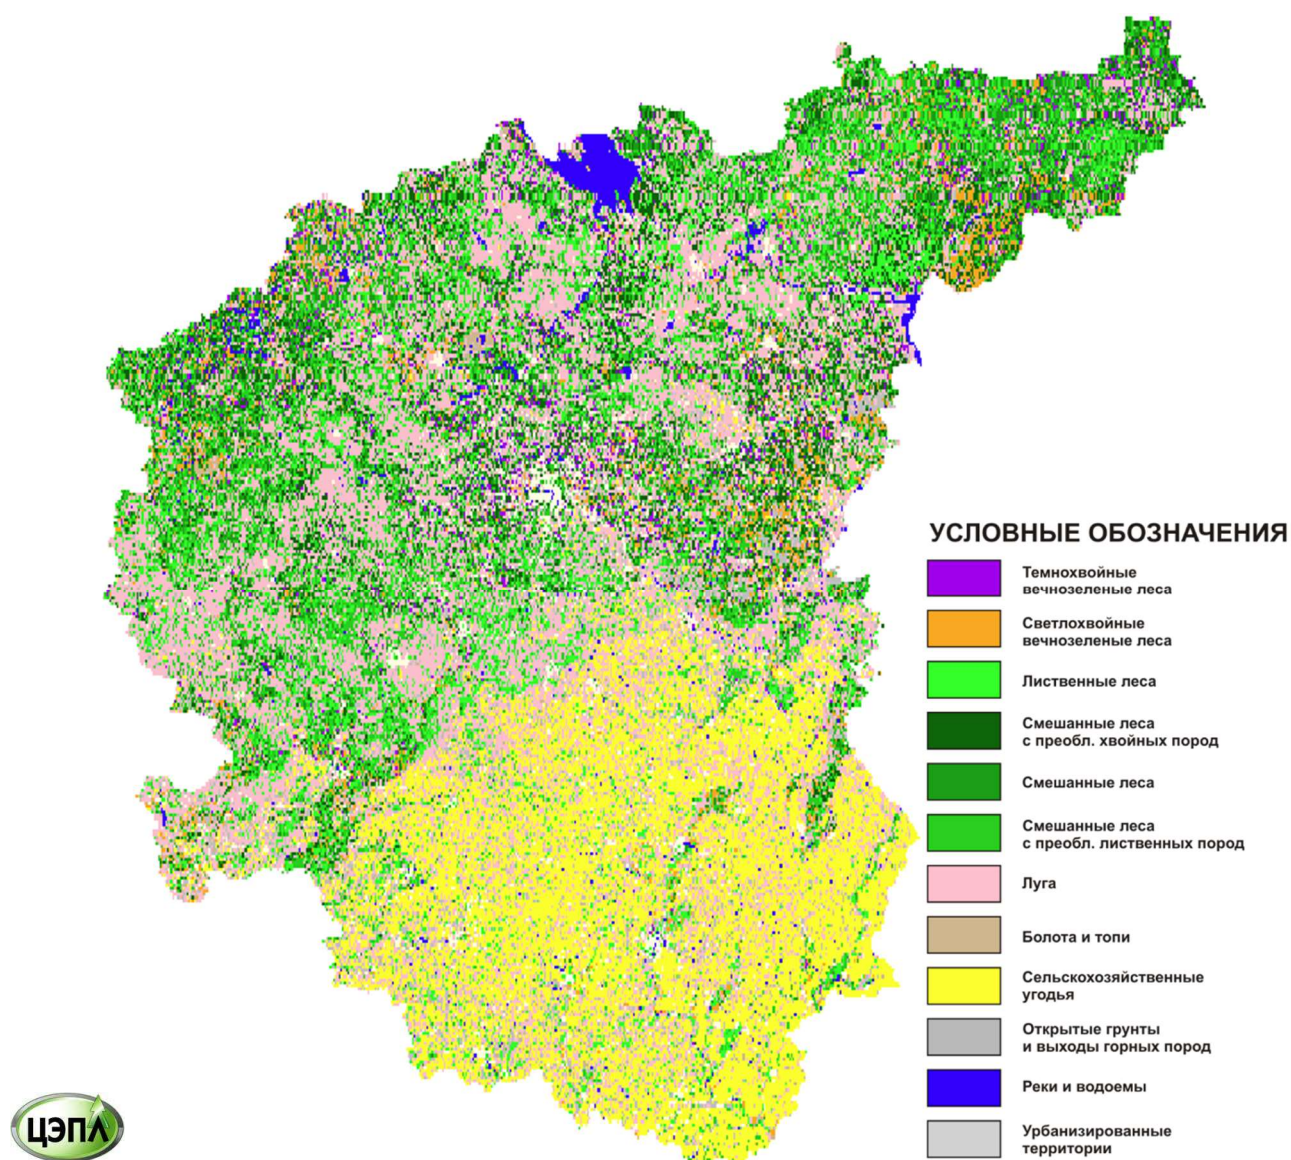 УСЛОВНЫЕ ОБОЗНАЧЕНИЯ
Темнохвойные
вечнозеленые леса
Светлохвойные
вечнозеленые леса
Лиственные леса
Смешанные леса
с преобл. хвойных пород
Смешанные леса
Смешанные леса
с преобл. лиственных пород
Луга
Болота и топи
Сельскохозяйственные
угодья
Открытые грунты
и выходы горных пород
Реки и водоемы
Урбанизированные
территории
ЦЭПЛ